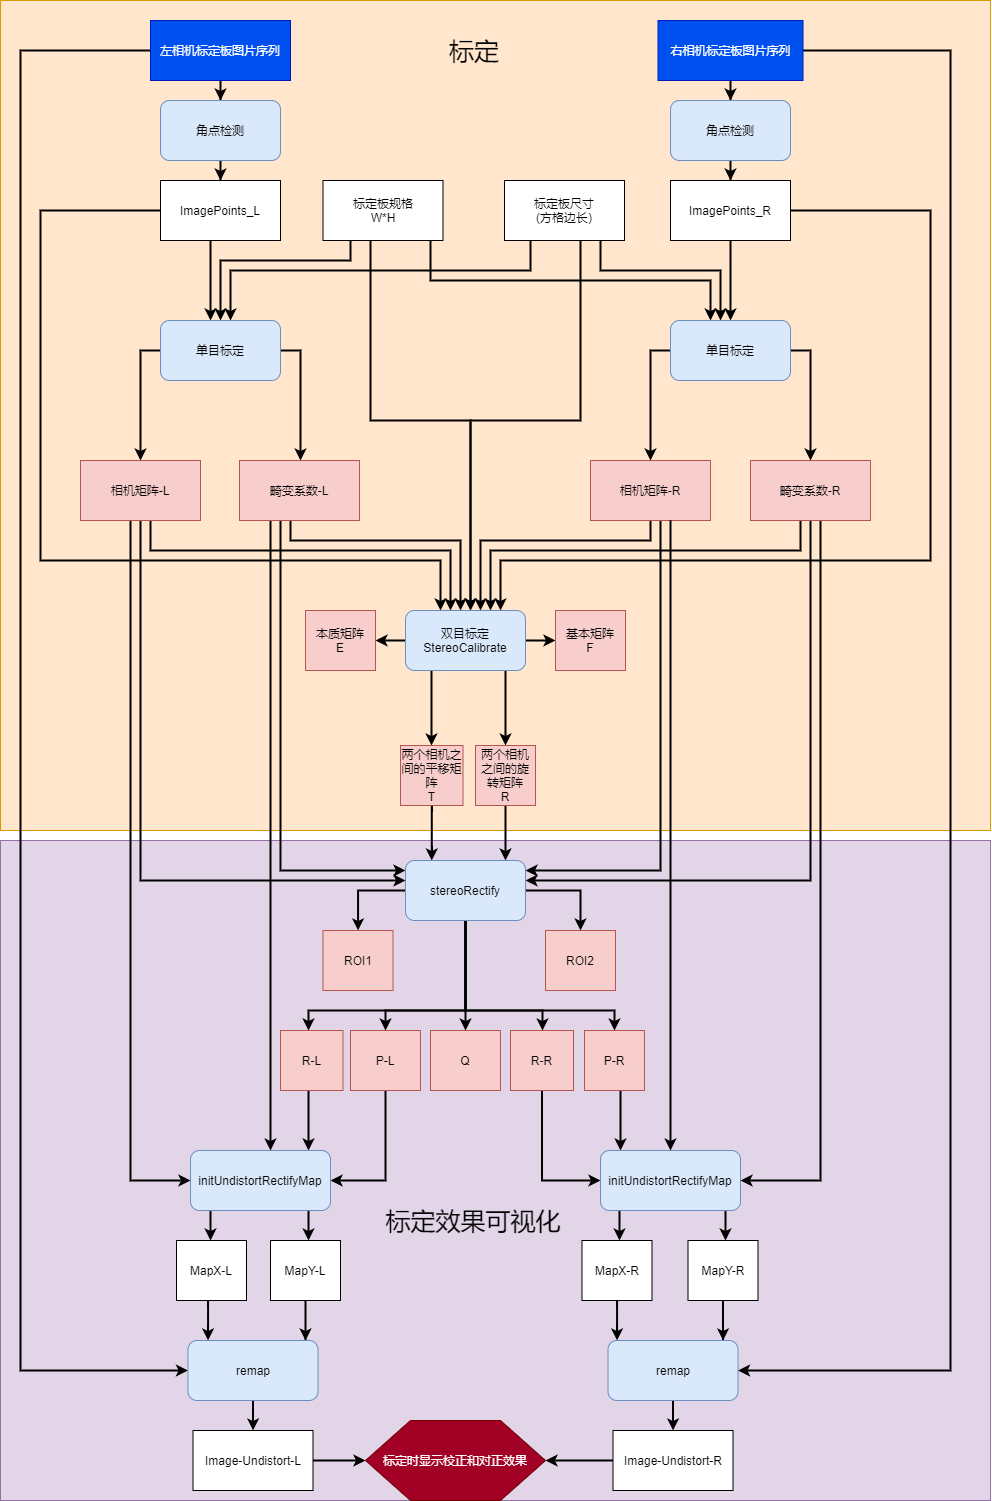 左相机标定板图片序列
标定
右相机标定板图片序列
角点检测
角点检测
ImagePoints_L
标定板规格
W*H
标定板尺寸
(方格边长)
ImagePoints_R
单目标定
单目标定
相机矩阵-L
畸变系数-L
相机矩阵-R
畸变系数-R
本质矩阵
E
双目标定
StereoCalibrate
基本矩阵
F
两个相机之
间的平移矩
阵
T
两个相机
之间的旋
转矩阵
R
stereoRectify
ROI1
ROI2
R-L
P-L
Q
R-R
P-R
initUndistortRectifyMap
initUndistortRectifyMap
标定效果可视化
MapX-L
MapY-L
MapX-R
MapY-R
remap
remap
Image-Undistort-L
标定时显示校正和对正效果
Image-Undistort-R